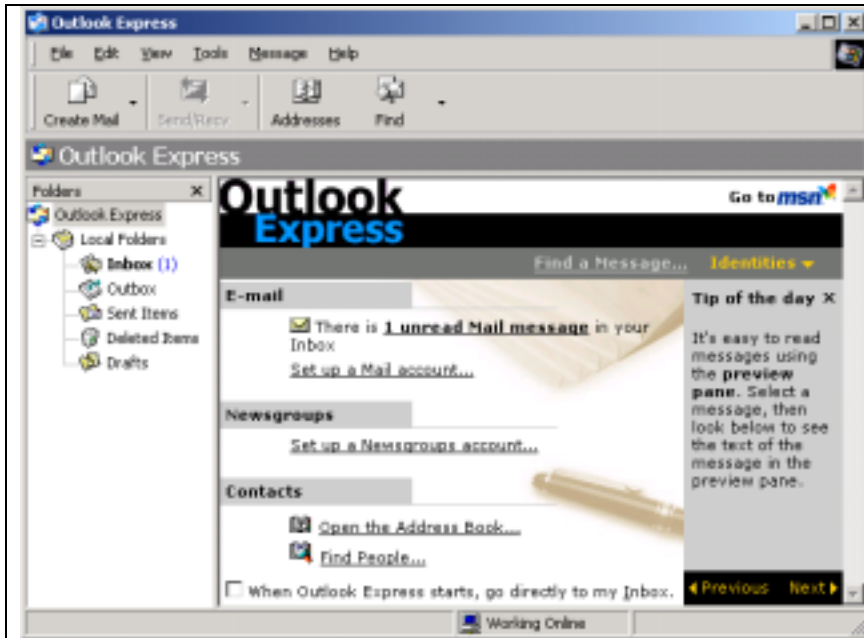 Outlook Express
File Edit View Tools Message Help
Create Mail Send/Recv Addresses Find
Outlook Express
Folders
Outlook Express
Local Folders
Inbox (1)
Outbox
Sent Items
Deleted Items
Drafts
Outlook
Express
Go to msn
Find a Message... Identities
E-mail
There is 1 unread Mail message in your
Inbox
Set up a Mail account...
Newsgroups
Set up a Newsgroups account...
Contacts
Open the Address Book...
Find People...
When Outlook Express starts, go directly to my Inbox.
Tip of the day X
It's easy to read
messages using
the preview
pane. Select a
message, then
look below to see
the text of the
message in the
preview pane.
Previous Next
Working Online